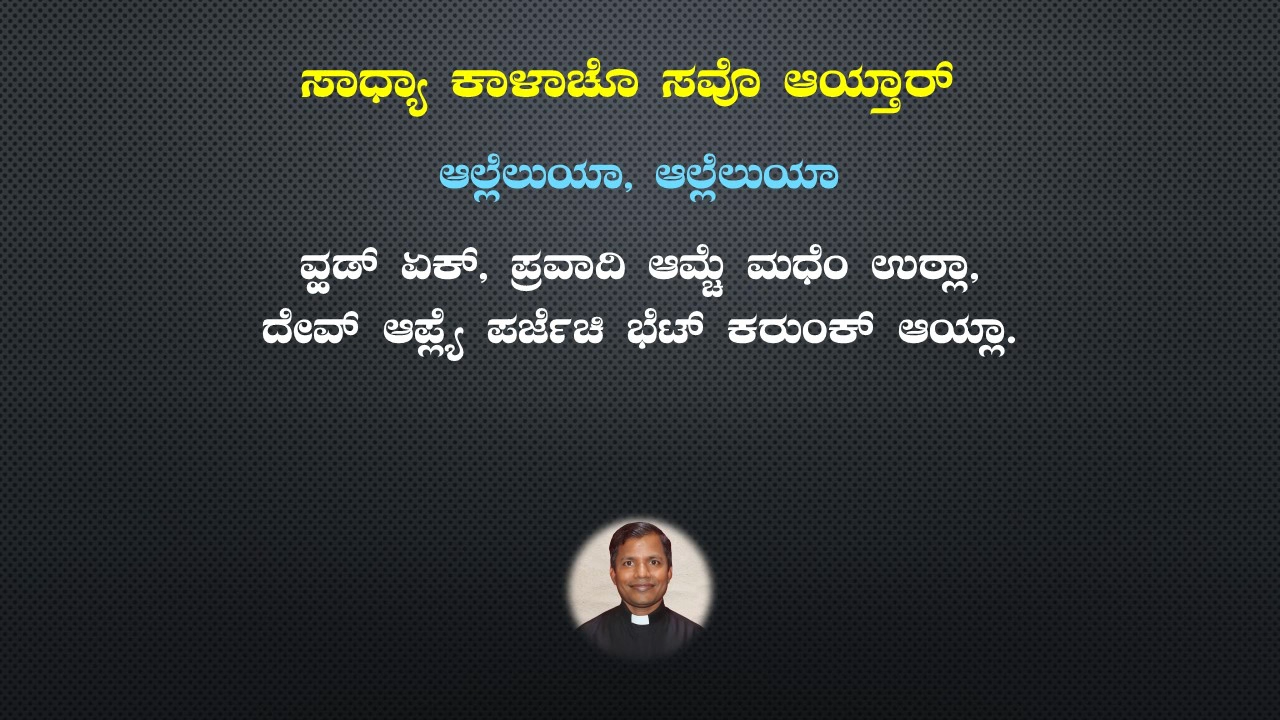 ಸಾಧ್ಯಾ ಕಾಳಾಚೊ ಸವೊ ಆಯ್ತಾರ್
ಆಲ್ಲೆಲುಯಾ, ಆಲ್ಲೆಲುಯಾ
ವ್ಹಡ್ ಏಕ್, ಪ್ರವಾದಿ ಆಮ್ಚೆ ಮಧೆಂ ಉಠ್ಲಾ,
ದೇವ್ ಆಪ್ಲ್ಯೆ ಪರ್ಜೆಚಿ ಭೆಟ್ ಕರುಂಕ್ ಆಯ್ಲಾ.